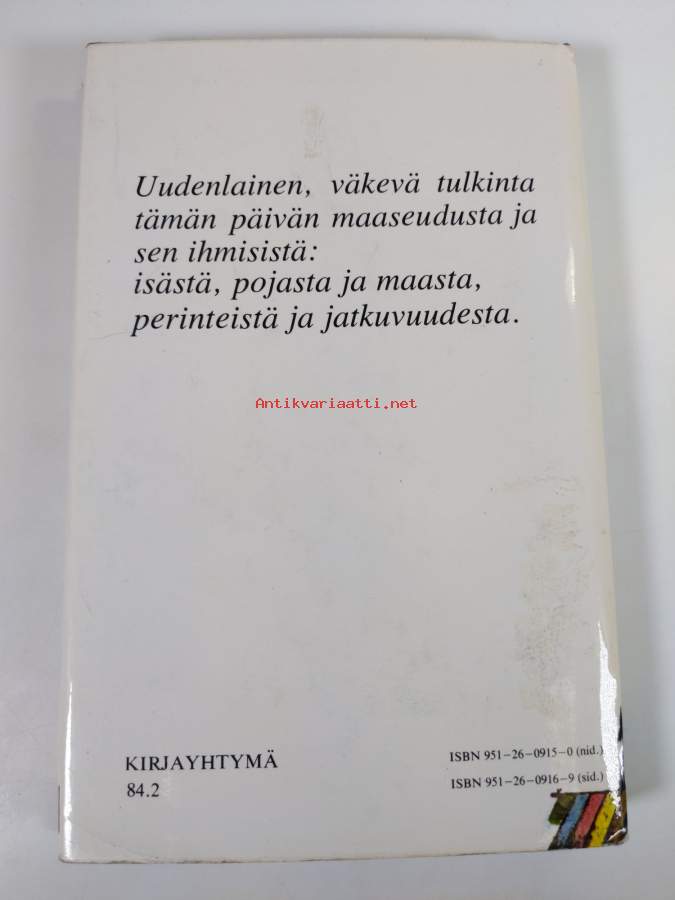 Uudenlainen, väkevä tulkinta
tämän päivän maaseudusta ja
sen ihmisistä:
isästä, pojasta ja maasta,
perinteistä ja jatkuvuudesta.
Antikvariaatti.net
KIRJAYHTYMÄ
84.2
ISBN 951-26-0915-0 (nid.)
ISBN 951-26-0916-9 (sid.)